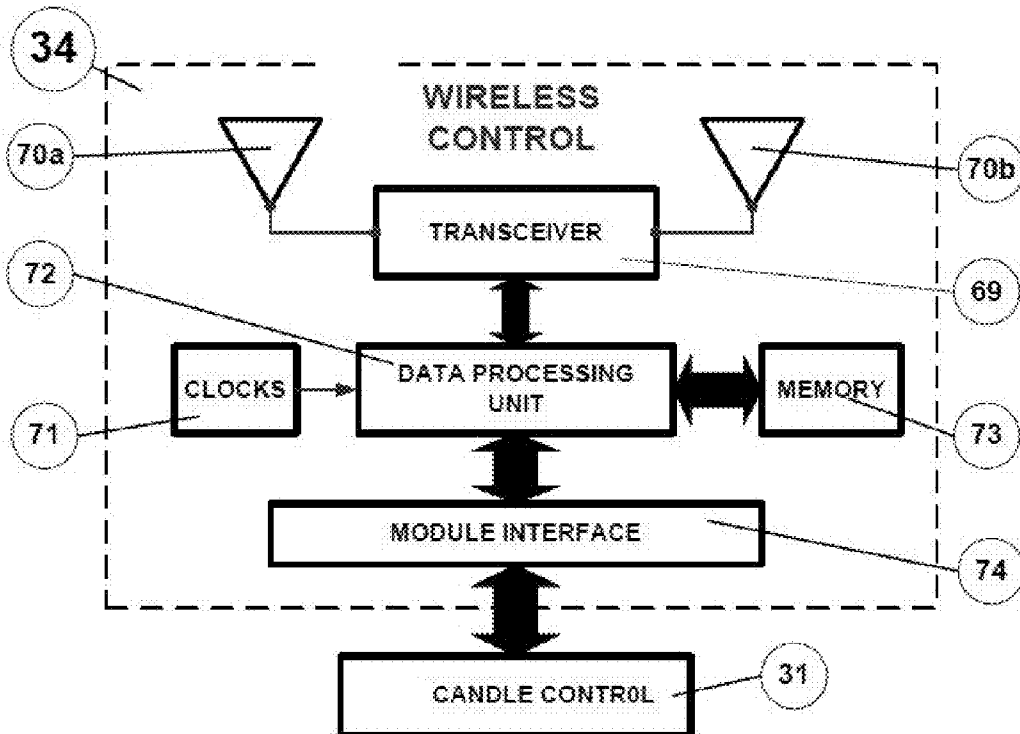 34
WIRELESS
CONTROL
70a
70b
TRANSCEIVER
72
69
CLOCKS
DATA PROCESSING
UNIT
MEMORY
71
73
MODULE INTERFACE
74
CANDLE CONTR0L
31